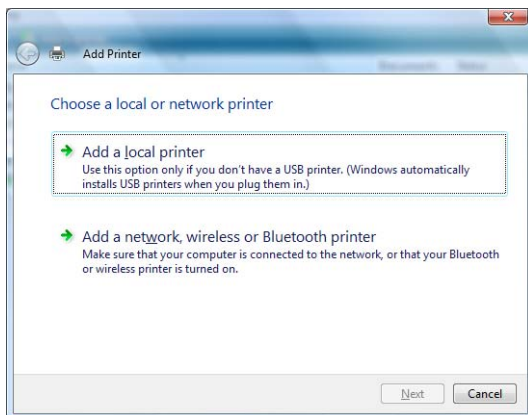 Add Printer
Choose a local or network printer
Add a local printer
Use this option only if you don't have a USB printer. (Windows automatically
installs USB printers when you plug them in.)
Add a network, wireless or Bluetooth printer
Make sure that your computer is connected to the network, or that your Bluetooth
or wireless printer is turned on.
Next Cancel